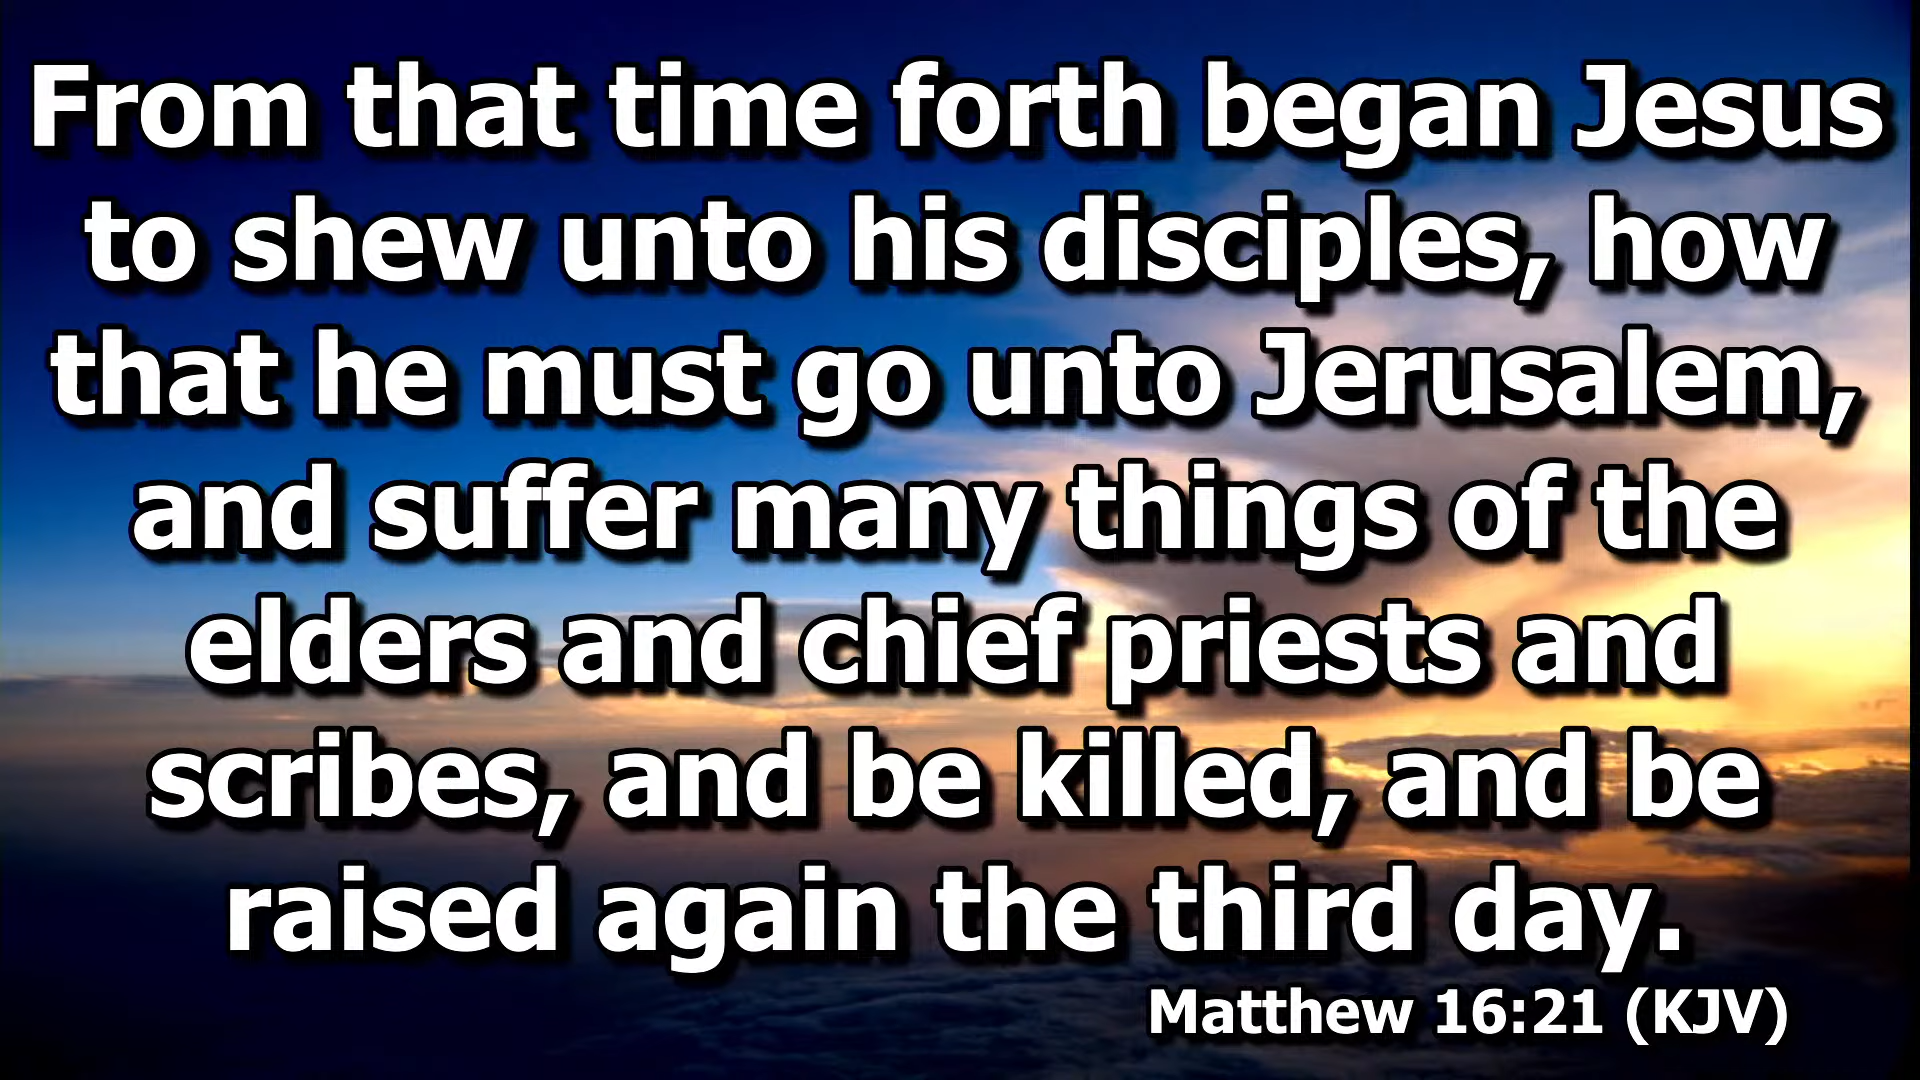 From that time forth began Jesus
to shew unto his disciples, how
that he must go unto Jerusalem,
and suffer many things of the
elders and chief priests and
scribes, and be killed, and be
raised again the third day.
Matthew 16:21 (KJV)